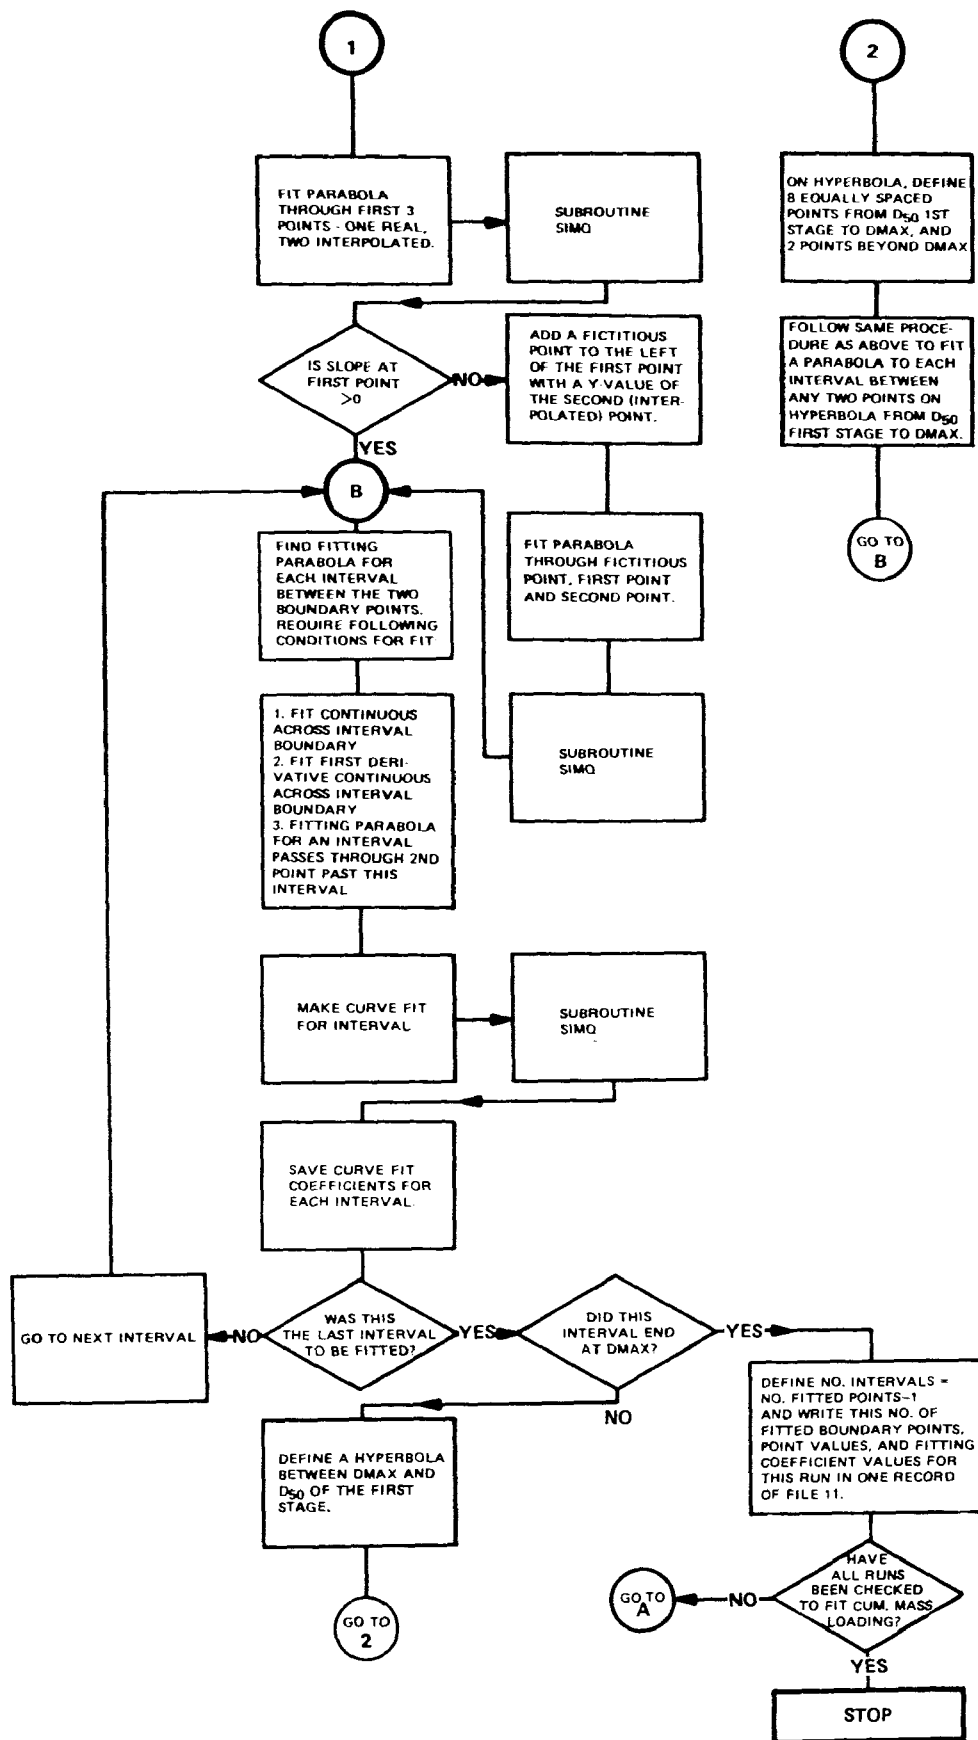 1
FIT PARABOLA
THROUGH FIRST 3
POINTS - ONE REAL,
TWO INTERPOLATED.
SUBROUTINE
SIMQ
IS SLOPE AT
FIRST POINT
>0
NO
ADD A FICTITIOUS
POINT TO THE LEFT
OF THE FIRST POINT
WITH A Y-VALUE OF
THE SECOND (INTER-
POLATED) POINT.
YES
B
FIT PARABOLA
THROUGH FICTITIOUS
POINT, FIRST POINT
AND SECOND POINT.
SUBROUTINE
SIMQ
FIND FITTING
PARABOLA FOR
EACH INTERVAL
BETWEEN THE TWO
BOUNDARY POINTS.
REQUIRE FOLLOWING
CONDITIONS FOR FIT
1. FIT CONTINUOUS
ACROSS INTERVAL
BOUNDARY
2. FIT FIRST DERI-
VATIVE CONTINUOUS
ACROSS INTERVAL
BOUNDARY
3. FITTING PARABOLA
FOR AN INTERVAL
PASSES THROUGH 2ND
POINT PAST THIS
INTERVAL
MAKE CURVE FIT
FOR INTERVAL
SUBROUTINE
SIMQ
SAVE CURVE FIT
COEFFICIENTS FOR
EACH INTERVAL.
WAS THIS
THE LAST INTERVAL
TO BE FITTED?
NO
GO TO NEXT INTERVAL
YES
DID THIS
INTERVAL END
AT DMAX?
YES
NO
DEFINE A HYPERBOLA
BETWEEN DMAX AND
D50 OF THE FIRST
STAGE.
GO TO
2
DEFINE NO. INTERVALS =
NO. FITTED POINTS-1
AND WRITE THIS NO. OF
FITTED BOUNDARY POINTS,
POINT VALUES, AND FITTING
COEFFICIENT VALUES FOR
THIS RUN IN ONE RECORD
OF FILE 11.
HAVE
ALL RUNS
BEEN CHECKED
TO FIT CUM. MASS
LOADING?
NO
GO TO
A
YES
STOP
2
ON HYPERBOLA, DEFINE
8 EQUALLY SPACED
POINTS FROM D50 1ST
STAGE TO DMAX, AND
2 POINTS BEYOND DMAX
FOLLOW SAME PROCE-
DURE AS ABOVE TO FIT
A PARABOLA TO EACH
INTERVAL BETWEEN
ANY TWO POINTS ON
HYPERBOLA FROM D50
FIRST STAGE TO DMAX.
GO TO
B